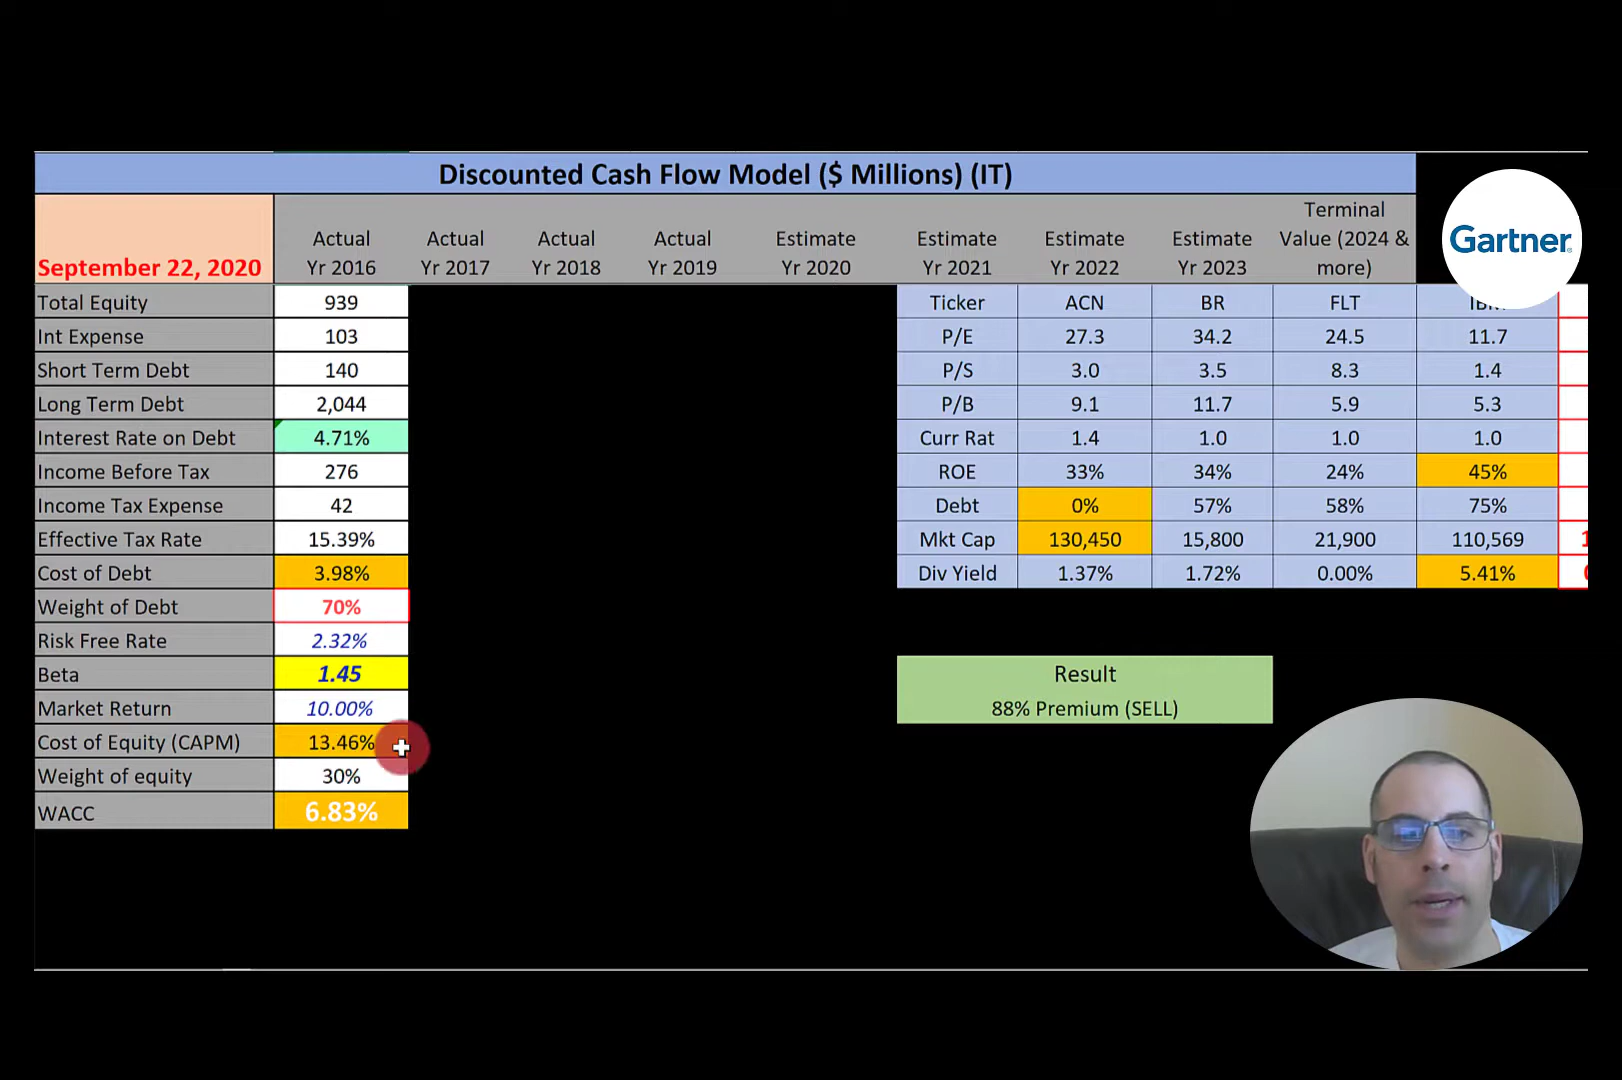 Discounted Cash Flow Model ($ Millions) (IT)
September 22, 2020
Actual Yr 2016
Actual Yr 2017
Actual Yr 2018
Actual Yr 2019
Estimate Yr 2020
Estimate Yr 2021
Estimate Yr 2022
Estimate Yr 2023
Terminal Value (2024 & more)
Gartner
Total Equity 939
Int Expense 103
Short Term Debt 140
Long Term Debt 2,044
Interest Rate on Debt 4.71%
Income Before Tax 276
Income Tax Expense 42
Effective Tax Rate 15.39%
Cost of Debt 3.98%
Weight of Debt 70%
Risk Free Rate 2.32%
Beta 1.45
Market Return 10.00%
Cost of Equity (CAPM) 13.46%
Weight of equity 30%
WACC 6.83%
Ticker ACN BR FLT
P/E 27.3 34.2 24.5 11.7
P/S 3.0 3.5 8.3 1.4
P/B 9.1 11.7 5.9 5.3
Curr Rat 1.4 1.0 1.0 1.0
ROE 33% 34% 24% 45%
Debt 0% 57% 58% 75%
Mkt Cap 130,450 15,800 21,900 110,569
Div Yield 1.37% 1.72% 0.00% 5.41%
Result
88% Premium (SELL)